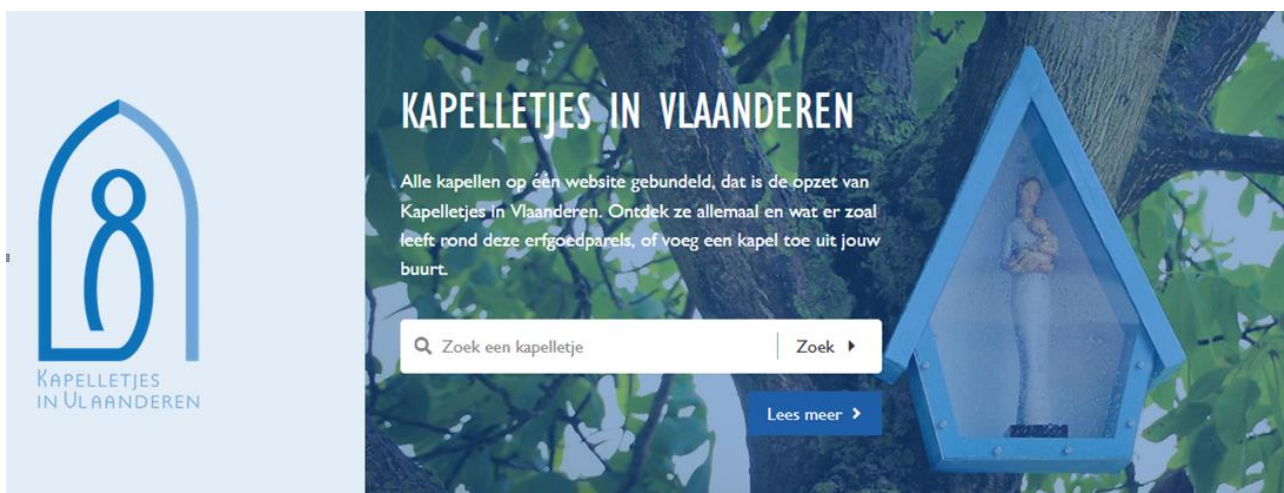 KAPELLETJES IN VLAANDEREN
Alle kapellen op één website gebundeld, dat is de opzet van
Kapelletjes in Vlaanderen. Ontdek ze allemaal en wat er zoal
leeft rond deze erfgoedparels, of voeg een kapel toe uit jouw
buurt.
Zoek een kapelletje
Zoek
Lees meer
KAPELLETJES
IN VLAANDEREN